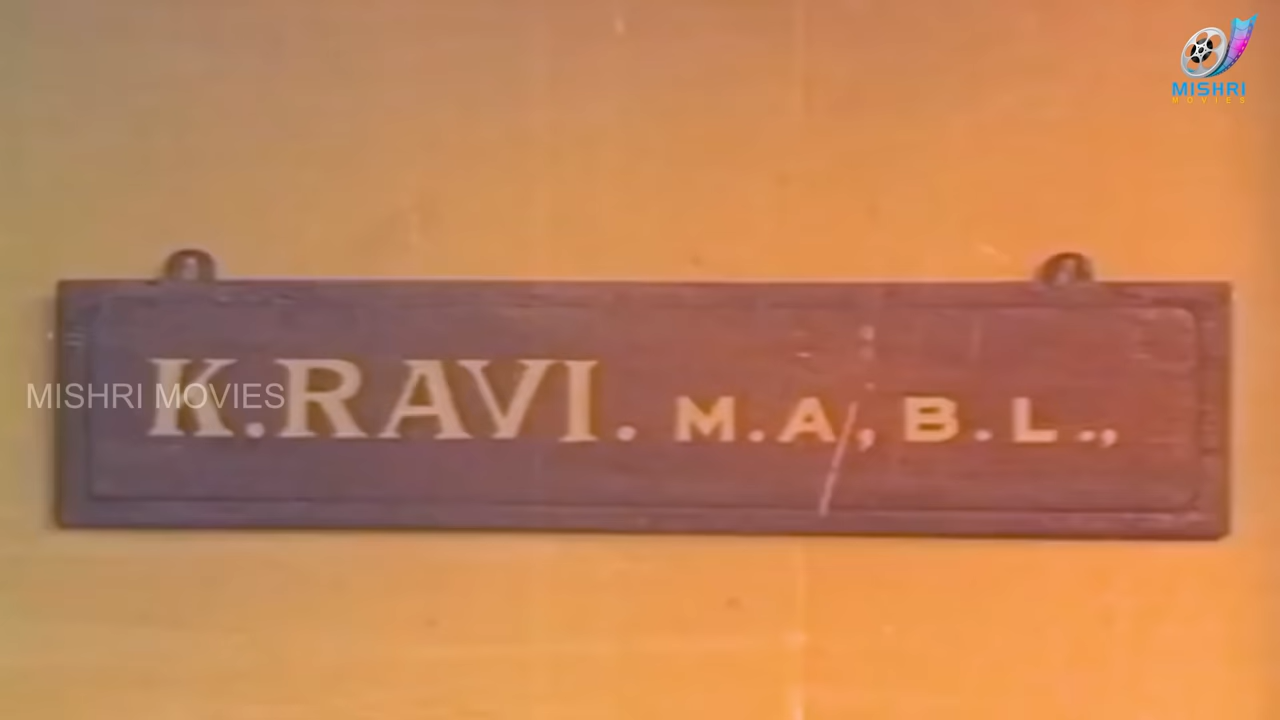 MISHRI
MOVIES
MISHRI MOVIES
K.RAVI. M.A., B.L.,